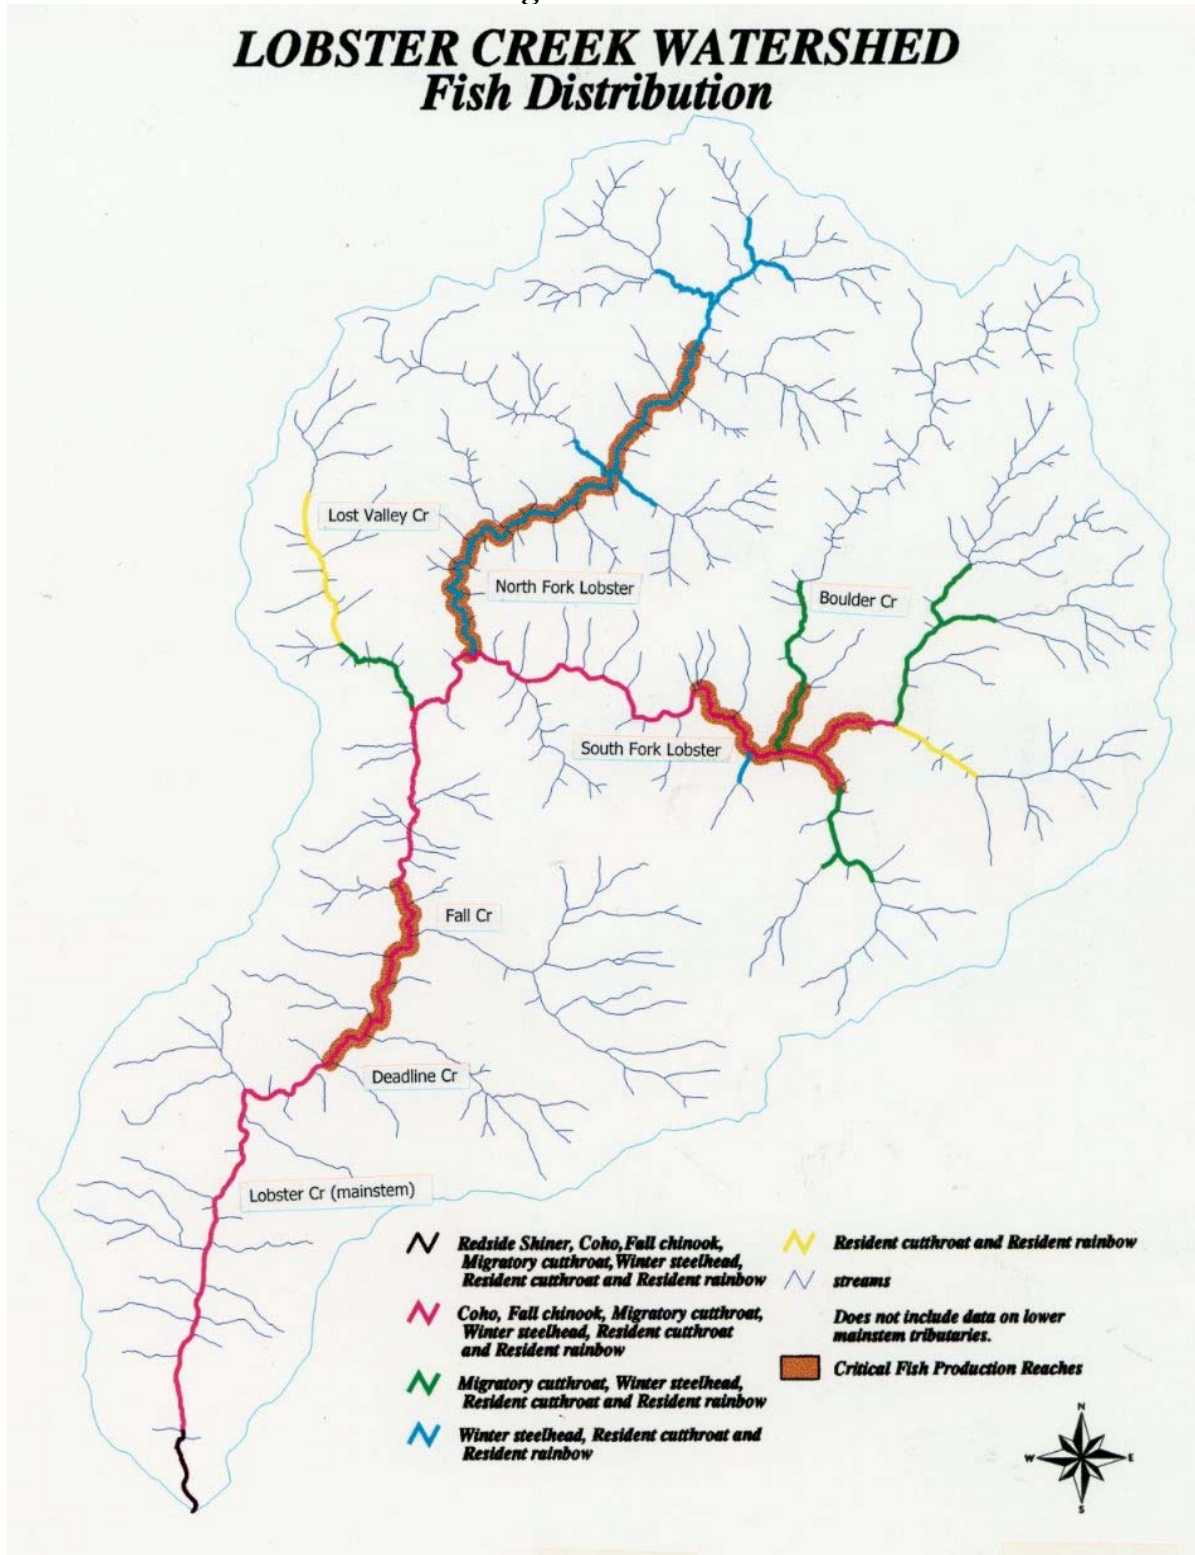 LOBSTER CREEK WATERSHED
Fish Distribution
Lost Valley Cr
North Fork Lobster
Boulder Cr
South Fork Lobster
Fall Cr
Deadline Cr
Lobster Cr (mainstem)
Redside Shiner, Coho,Fall chinook,
Migratory cutthroat, Winter steelhead,
Resident cutthroat and Resident rainbow
Coho, Fall chinook, Migratory cutthroat,
Winter steelhead, Resident cutthroat
and Resident rainbow
Migratory cutthroat, Winter steelhead,
Resident cutthroat and Resident rainbow
Winter steelhead, Resident cutthroat and
Resident rainbow
Resident cutthroat and Resident rainbow
streams
Does not include data on lower
mainstem tributaries.
Critical Fish Production Reaches
N
W
E
S